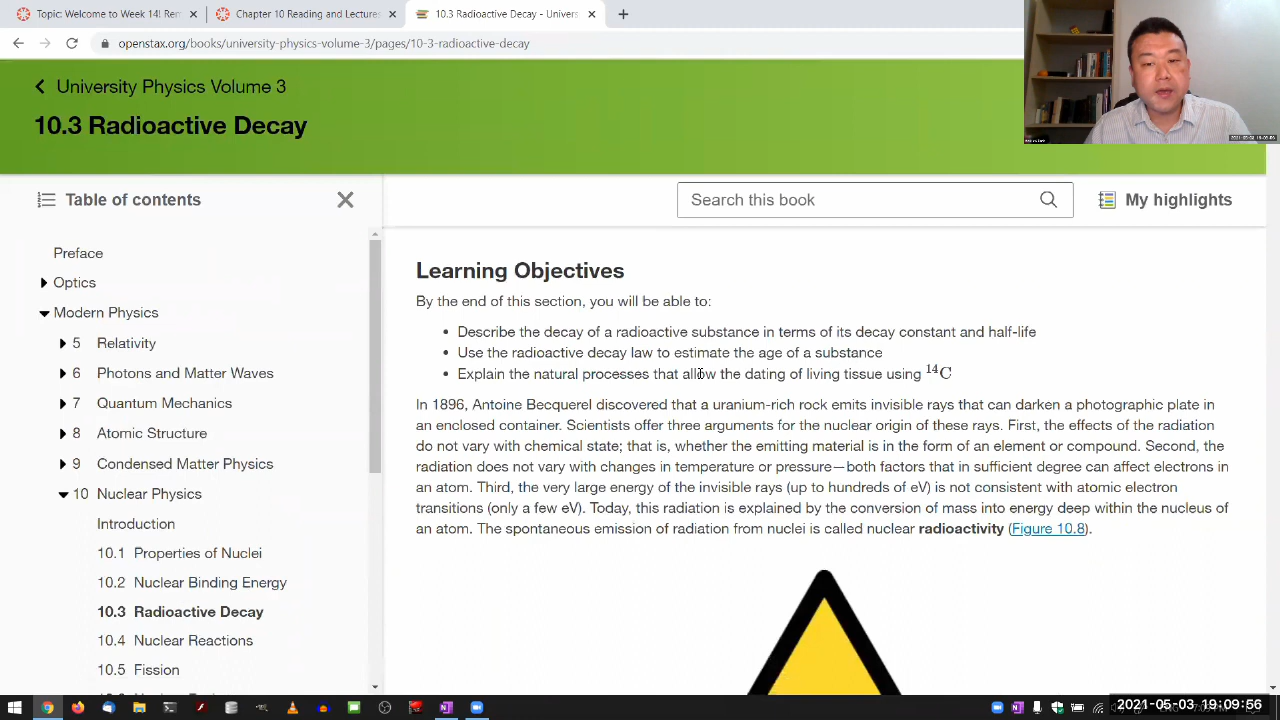 Topic: Welcome to Week 14! Rem
Chapter 10 Reading and Lecture
10.3 Radioactive Decay - Univers
openstax.org/books/university-physics-volume-3/pages/10-3-radioactive-decay
University Physics Volume 3
10.3 Radioactive Decay
2021-05-03 19:09:56
Table of contents
Search this book
My highlights
Preface
Optics
Modern Physics
5 Relativity
6 Photons and Matter Waves
7 Quantum Mechanics
8 Atomic Structure
9 Condensed Matter Physics
10 Nuclear Physics
Introduction
10.1 Properties of Nuclei
10.2 Nuclear Binding Energy
10.3 Radioactive Decay
10.4 Nuclear Reactions
10.5 Fission
Learning Objectives
By the end of this section, you will be able to:
• Describe the decay of a radioactive substance in terms of its decay constant and half-life
• Use the radioactive decay law to estimate the age of a substance
• Explain the natural processes that allow the dating of living tissue using ¹⁴C
In 1896, Antoine Becquerel discovered that a uranium-rich rock emits invisible rays that can darken a photographic plate in
an enclosed container. Scientists offer three arguments for the nuclear origin of these rays. First, the effects of the radiation
do not vary with chemical state; that is, whether the emitting material is in the form of an element or compound. Second, the
radiation does not vary with changes in temperature or pressure—both factors that in sufficient degree can affect electrons in
an atom. Third, the very large energy of the invisible rays (up to hundreds of eV) is not consistent with atomic electron
transitions (only a few eV). Today, this radiation is explained by the conversion of mass into energy deep within the nucleus of
an atom. The spontaneous emission of radiation from nuclei is called nuclear radioactivity (Figure 10.8).
2021-05-03 19:09:56